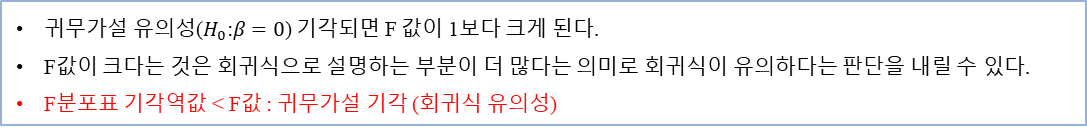 • 귀무가설 유의성(𝐻₀:𝛽 = 0) 기각되면 F 값이 1보다 크게 된다.
• F값이 크다는 것은 회귀식으로 설명하는 부분이 더 많다는 의미로 회귀식이 유의하다는 판단을 내릴 수 있다.
• F분포표 기각역값 < F값 : 귀무가설 기각 (회귀식 유의성)